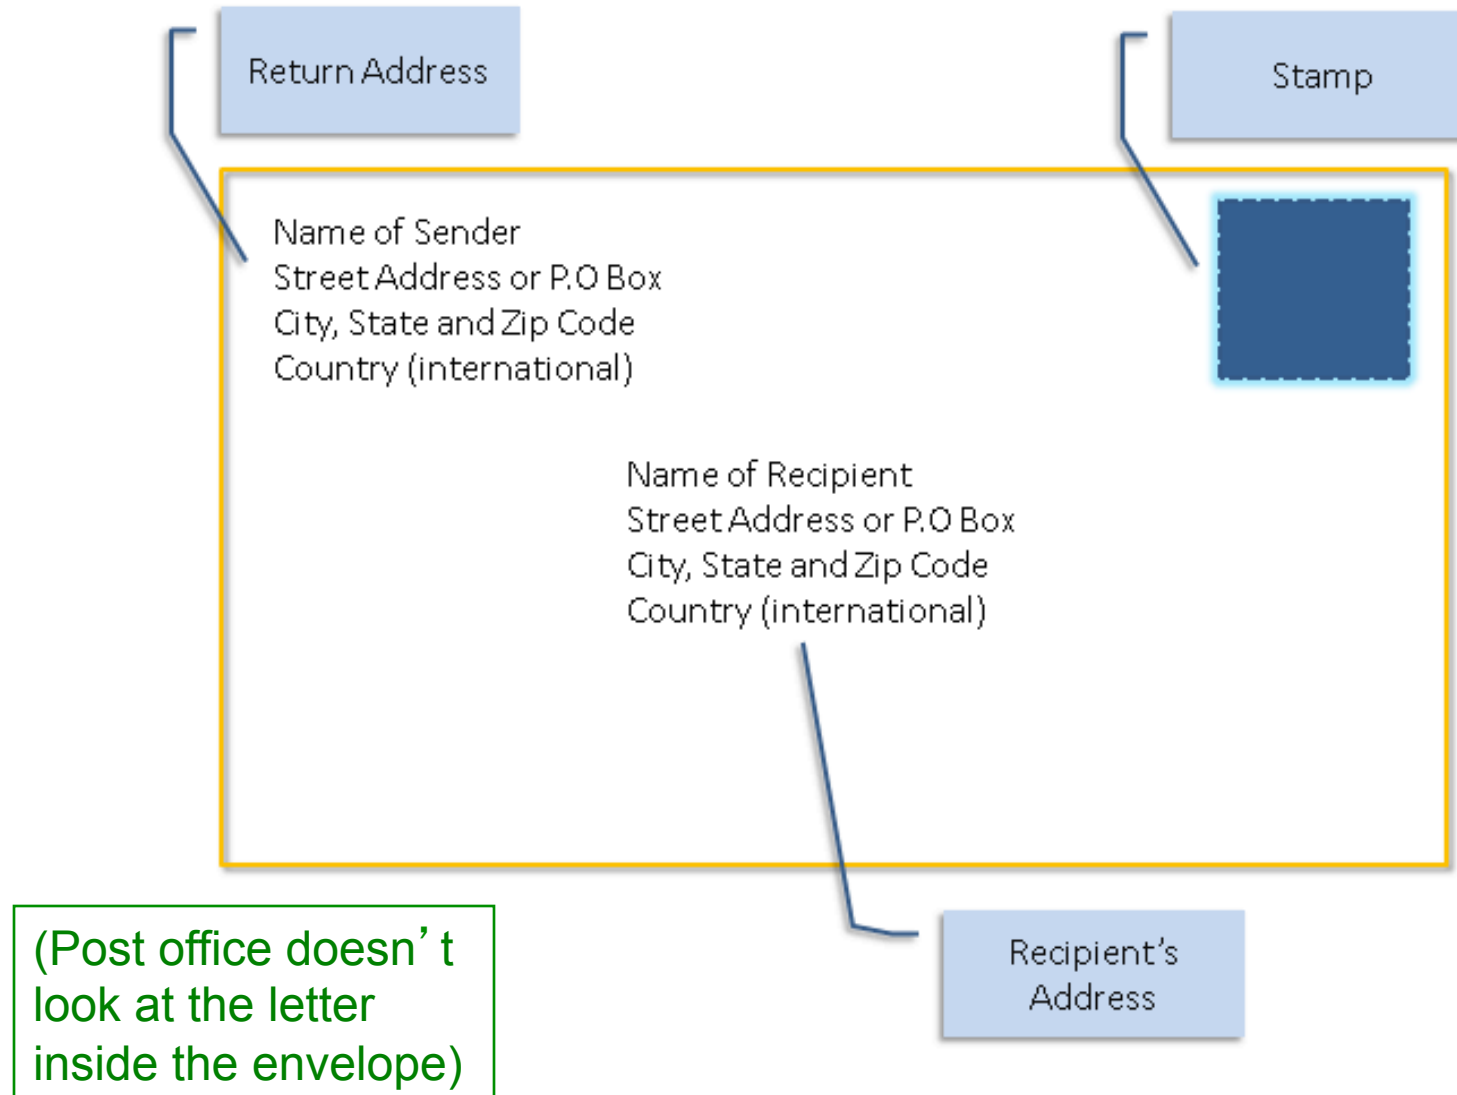 Return Address
Stamp
Name of Sender
Street Address or P.O Box
City, State and Zip Code
Country (international)
Name of Recipient
Street Address or P.O Box
City, State and Zip Code
Country (international)
(Post office doesn’t
look at the letter
inside the envelope)
Recipient’s
Address